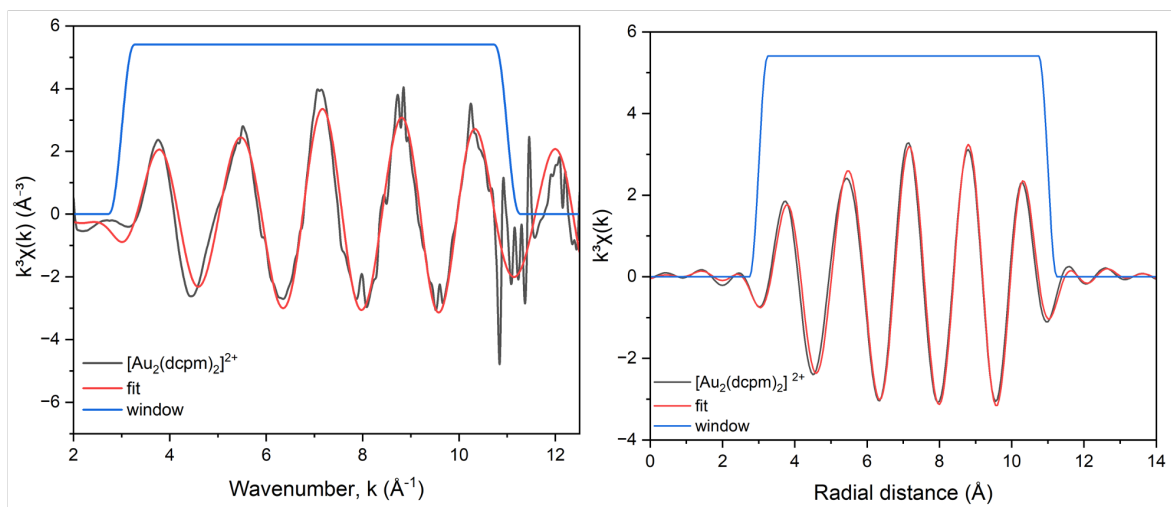 6
4
2
0
−2
−4
−6
k³χ(k) (Å⁻³)
[Au₂(dcpm)₂]²⁺
fit
window
2 4 6 8 10 12
Wavenumber, k (Å⁻¹)
6
4
2
0
−2
−4
k³χ(k)
[Au₂(dcpm)₂] ²⁺
fit
window
0 2 4 6 8 10 12 14
Radial distance (Å)